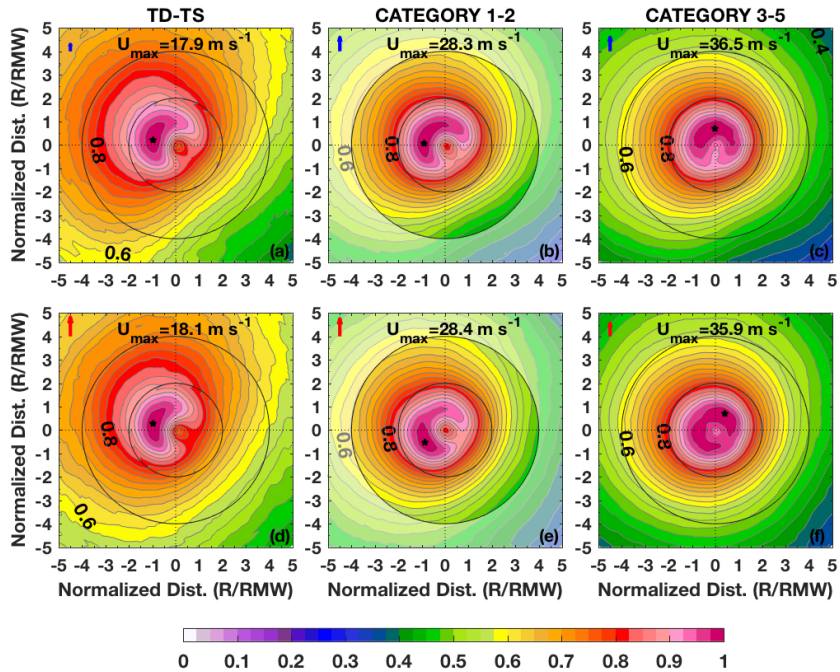 TD-TS CATEGORY 1-2 CATEGORY 3-5
U_max=17.9 m s^-1 U_max=28.3 m s^-1 U_max=36.5 m s^-1
5 4 3 2 1 0 -1 -2 -3 -4 -5
Normalized Dist. (R/RMW)
0.8 0.6 (a)
0.6 0.8 (b)
0.4 0.6 0.8 (c)
-5 -4 -3 -2 -1 0 1 2 3 4 5 -5 -4 -3 -2 -1 0 1 2 3 4 5 -5 -4 -3 -2 -1 0 1 2 3 4 5
U_max=18.1 m s^-1 U_max=28.4 m s^-1 U_max=35.9 m s^-1
5 4 3 2 1 0 -1 -2 -3 -4 -5
Normalized Dist. (R/RMW)
0.8 0.6 (d)
0.6 0.8 (e)
0.6 0.8 (f)
-5 -4 -3 -2 -1 0 1 2 3 4 5 -5 -4 -3 -2 -1 0 1 2 3 4 5 -5 -4 -3 -2 -1 0 1 2 3 4 5
Normalized Dist. (R/RMW) Normalized Dist. (R/RMW) Normalized Dist. (R/RMW)
0 0.1 0.2 0.3 0.4 0.5 0.6 0.7 0.8 0.9 1